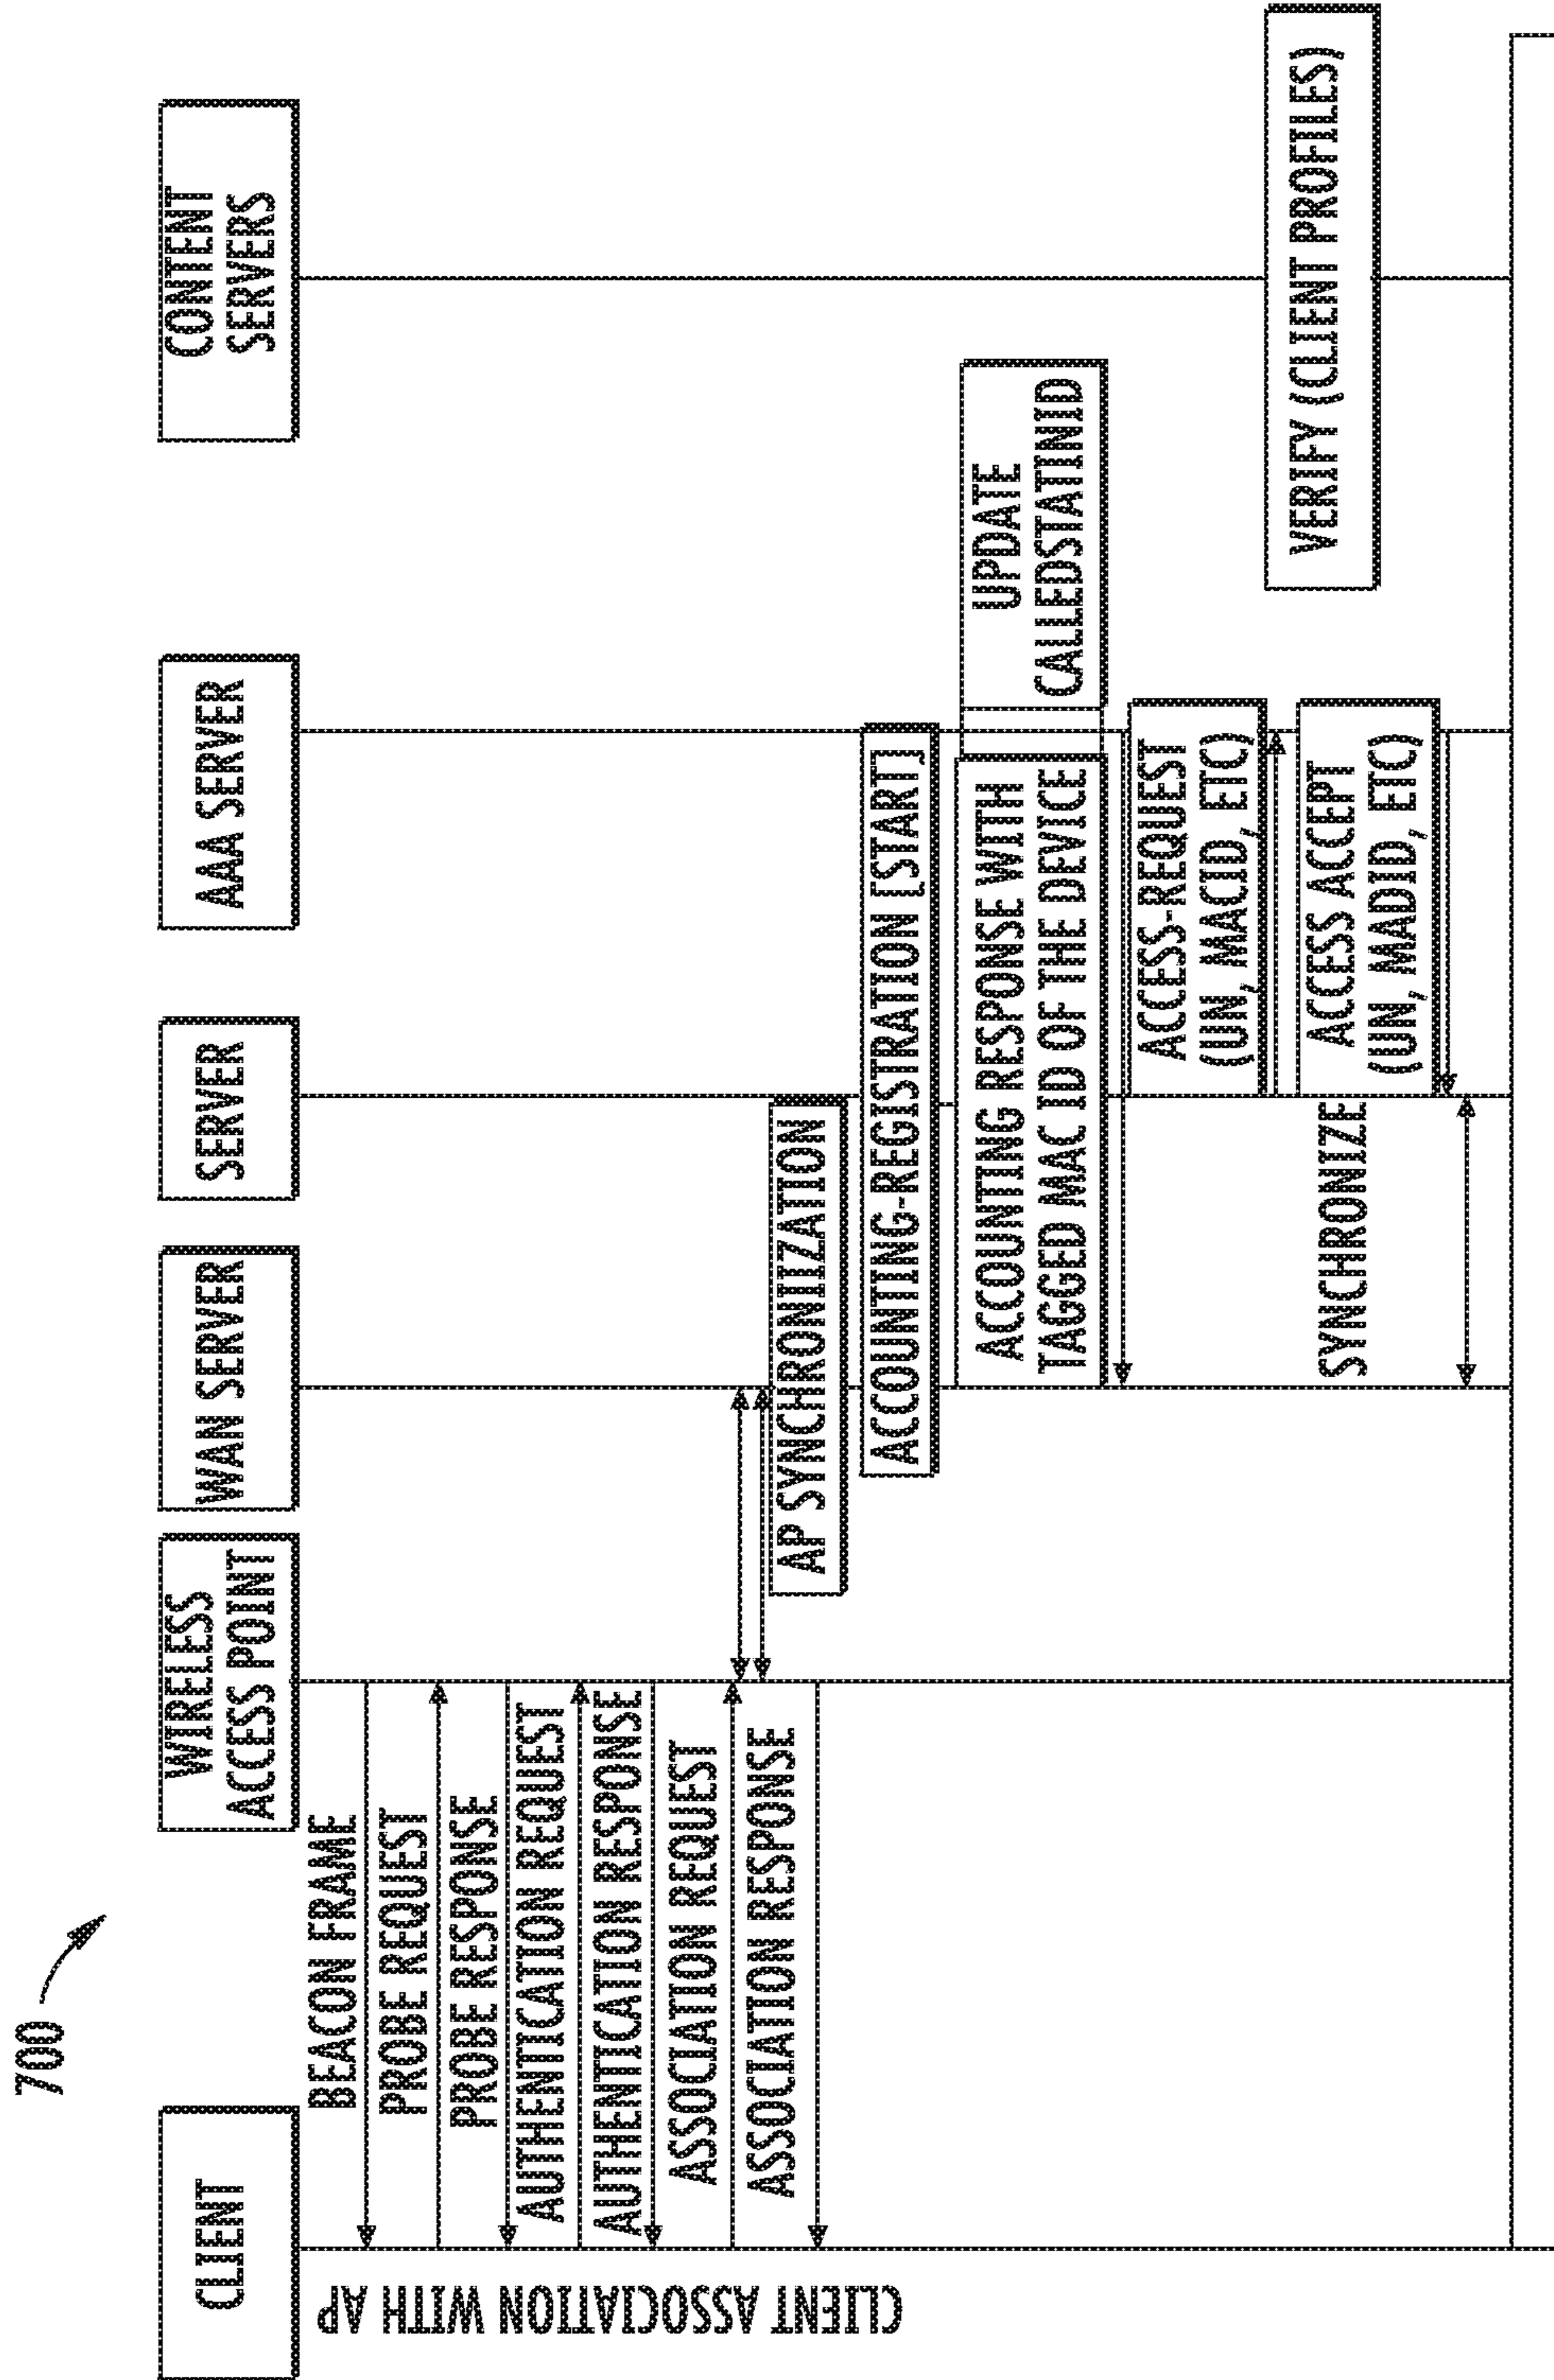 700
CLIENT
WIRELESS
ACCESS POINT
WAN SERVER
SERVER
AAA SERVER
CONTENT
SERVERS
CLIENT ASSOCIATION WITH AP
BEACON FRAME
PROBE REQUEST
PROBE RESPONSE
AUTHENTICATION REQUEST
AUTHENTICATION RESPONSE
ASSOCIATION REQUEST
ASSOCIATION RESPONSE
AP SYNCHRONIZATION
ACCOUNTING-REGISTRATION [START]
ACCOUNTING RESPONSE WITH
TAGGED MAC ID OF THE DEVICE
UPDATE
CALLEDSTATINID
ACCESS-REQUEST
(UN, MACID, ETC)
VERIFY (CLIENT PROFILES)
ACCESS ACCEPT
(UN, MADID, ETC)
SYNCHRONIZE